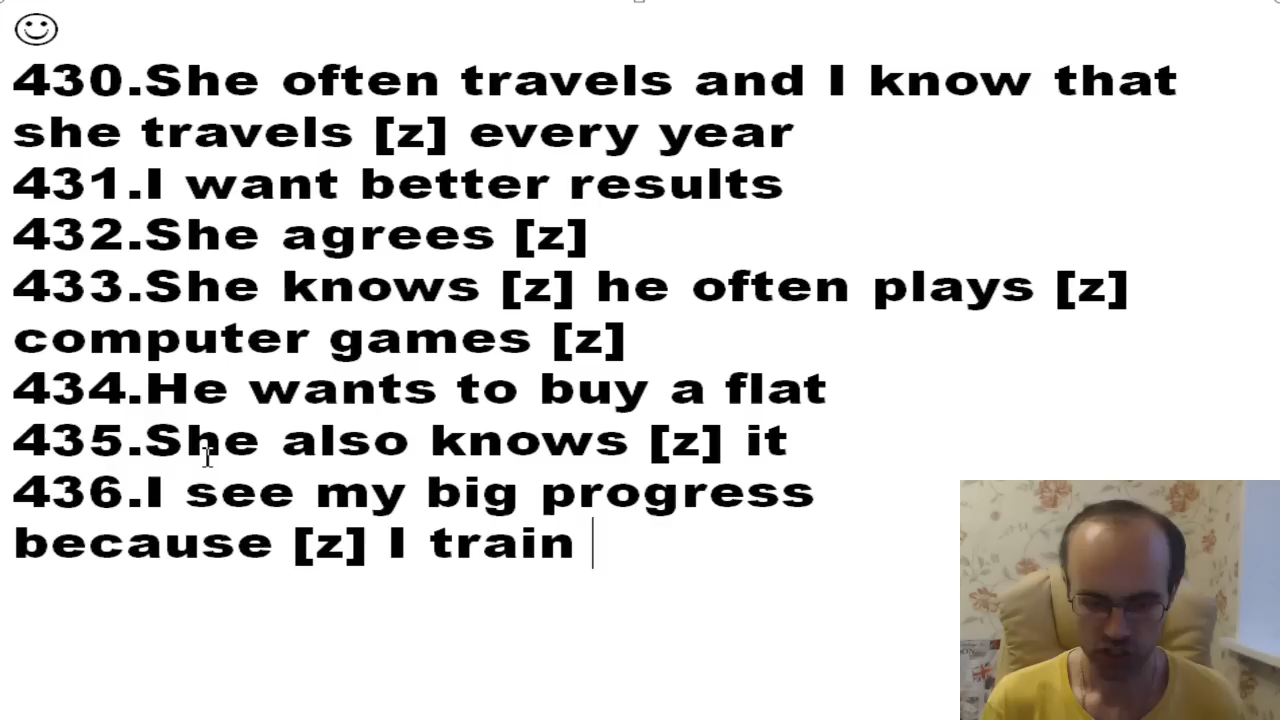 430.She often travels and I know that
she travels [z] every year
431.I want better results
432.She agrees [z]
433.She knows [z] he often plays [z]
computer games [z]
434.He wants to buy a flat
435.She also knows [z] it
436.I see my big progress
because [z] I train